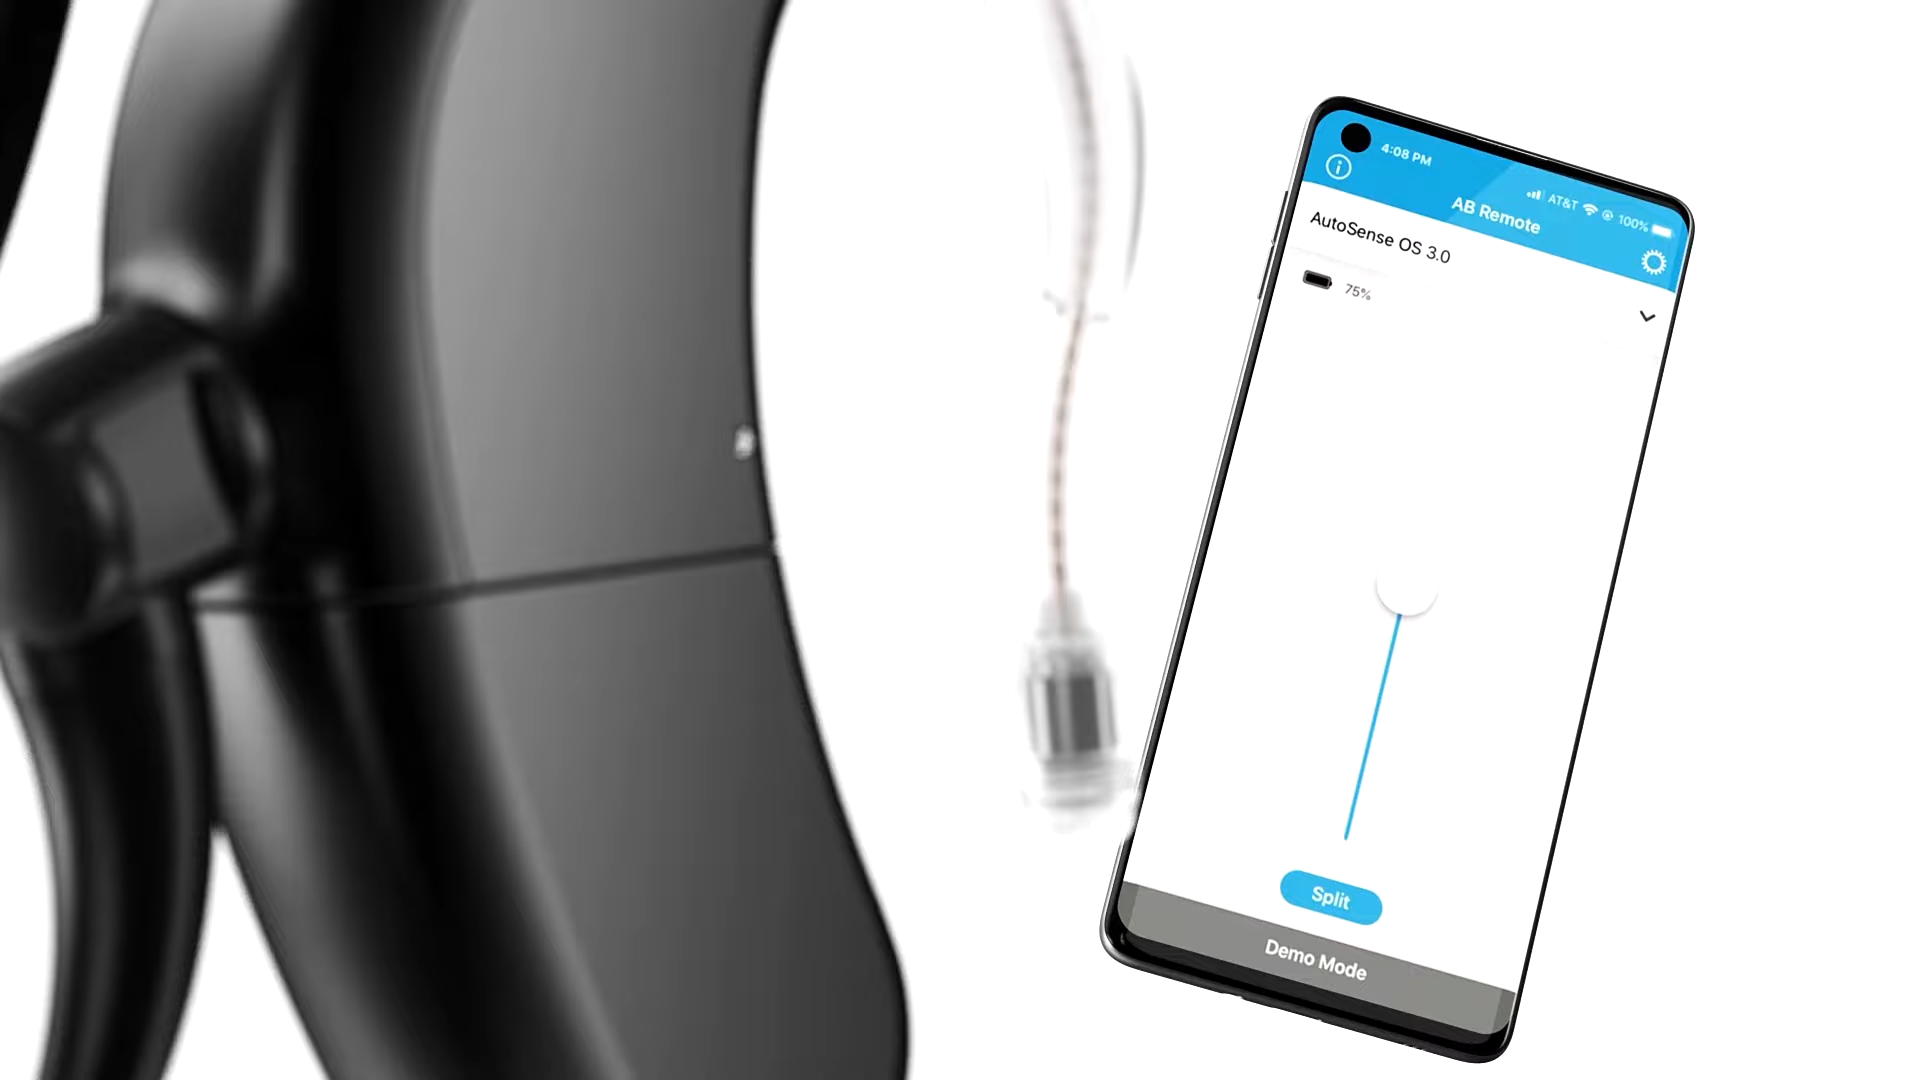 4:08 PM
AT&T 100%
AB Remote
AutoSense OS 3.0
75%
Split
Demo Mode